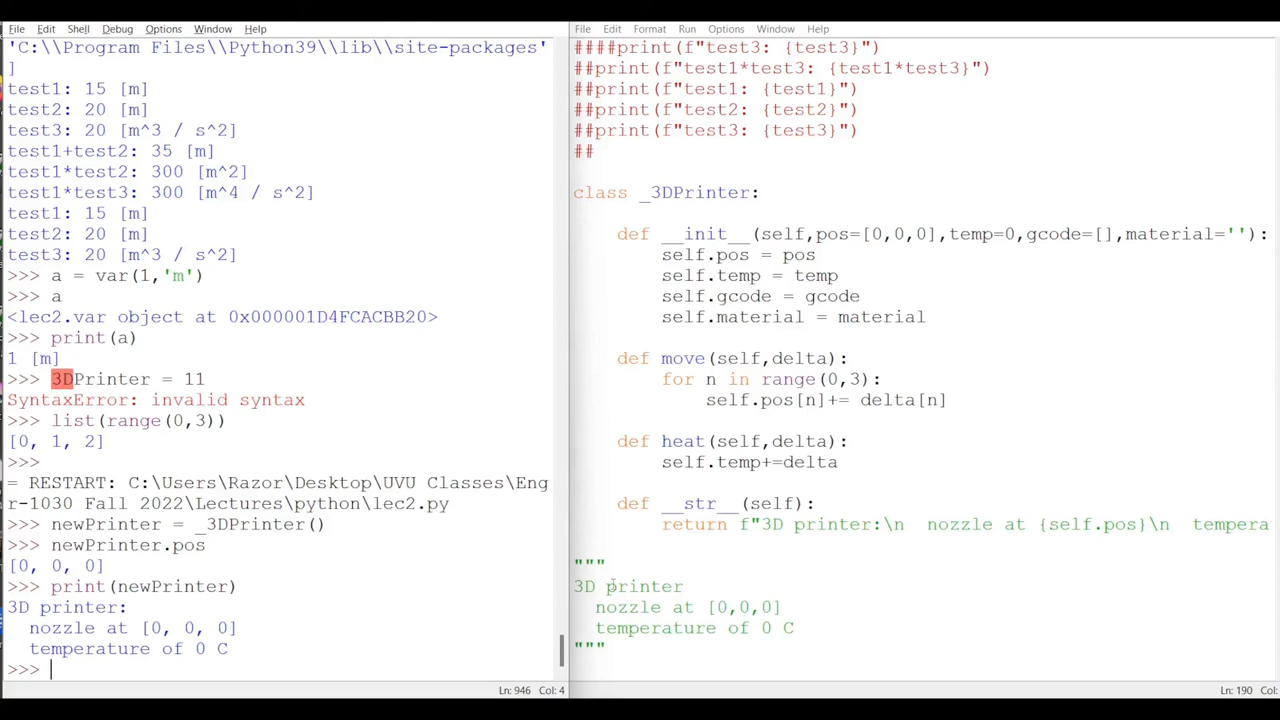 File Edit Shell Debug Options Window Help
'C:\\Program Files\\Python39\\lib\\site-packages'
]
test1: 15 [m]
test2: 20 [m]
test3: 20 [m^3 / s^2]
test1+test2: 35 [m]
test1*test2: 300 [m^2]
test1*test3: 300 [m^4 / s^2]
test1: 15 [m]
test2: 20 [m]
test3: 20 [m^3 / s^2]
>>> a = var(1,'m')
>>> a
<lec2.var object at 0x000001D4FCACBB20>
>>> print(a)
1 [m]
>>> 3DPrinter = 11
SyntaxError: invalid syntax
>>> list(range(0,3))
[0, 1, 2]
>>>
= RESTART: C:\Users\Razor\Desktop\UVU Classes\Eng
r-1030 Fall 2022\Lectures\python\lec2.py
>>> newPrinter = _3DPrinter()
>>> newPrinter.pos
[0, 0, 0]
>>> print(newPrinter)
3D printer:
  nozzle at [0, 0, 0]
  temperature of 0 C
>>>
Ln: 946 Col: 4
File Edit Format Run Options Window Help
####print(f"test3: {test3}")
##print(f"test1*test3: {test1*test3}")
##print(f"test1: {test1}")
##print(f"test2: {test2}")
##print(f"test3: {test3}")
##
class _3DPrinter:
    def __init__(self,pos=[0,0,0],temp=0,gcode=[],material=''):
        self.pos = pos
        self.temp = temp
        self.gcode = gcode
        self.material = material
    def move(self,delta):
        for n in range(0,3):
            self.pos[n]+= delta[n]
    def heat(self,delta):
        self.temp+=delta
    def __str__(self):
        return f"3D printer:\n  nozzle at {self.pos}\n  tempera
"""
3D printer
  nozzle at [0,0,0]
  temperature of 0 C
"""
Ln: 190 Col: